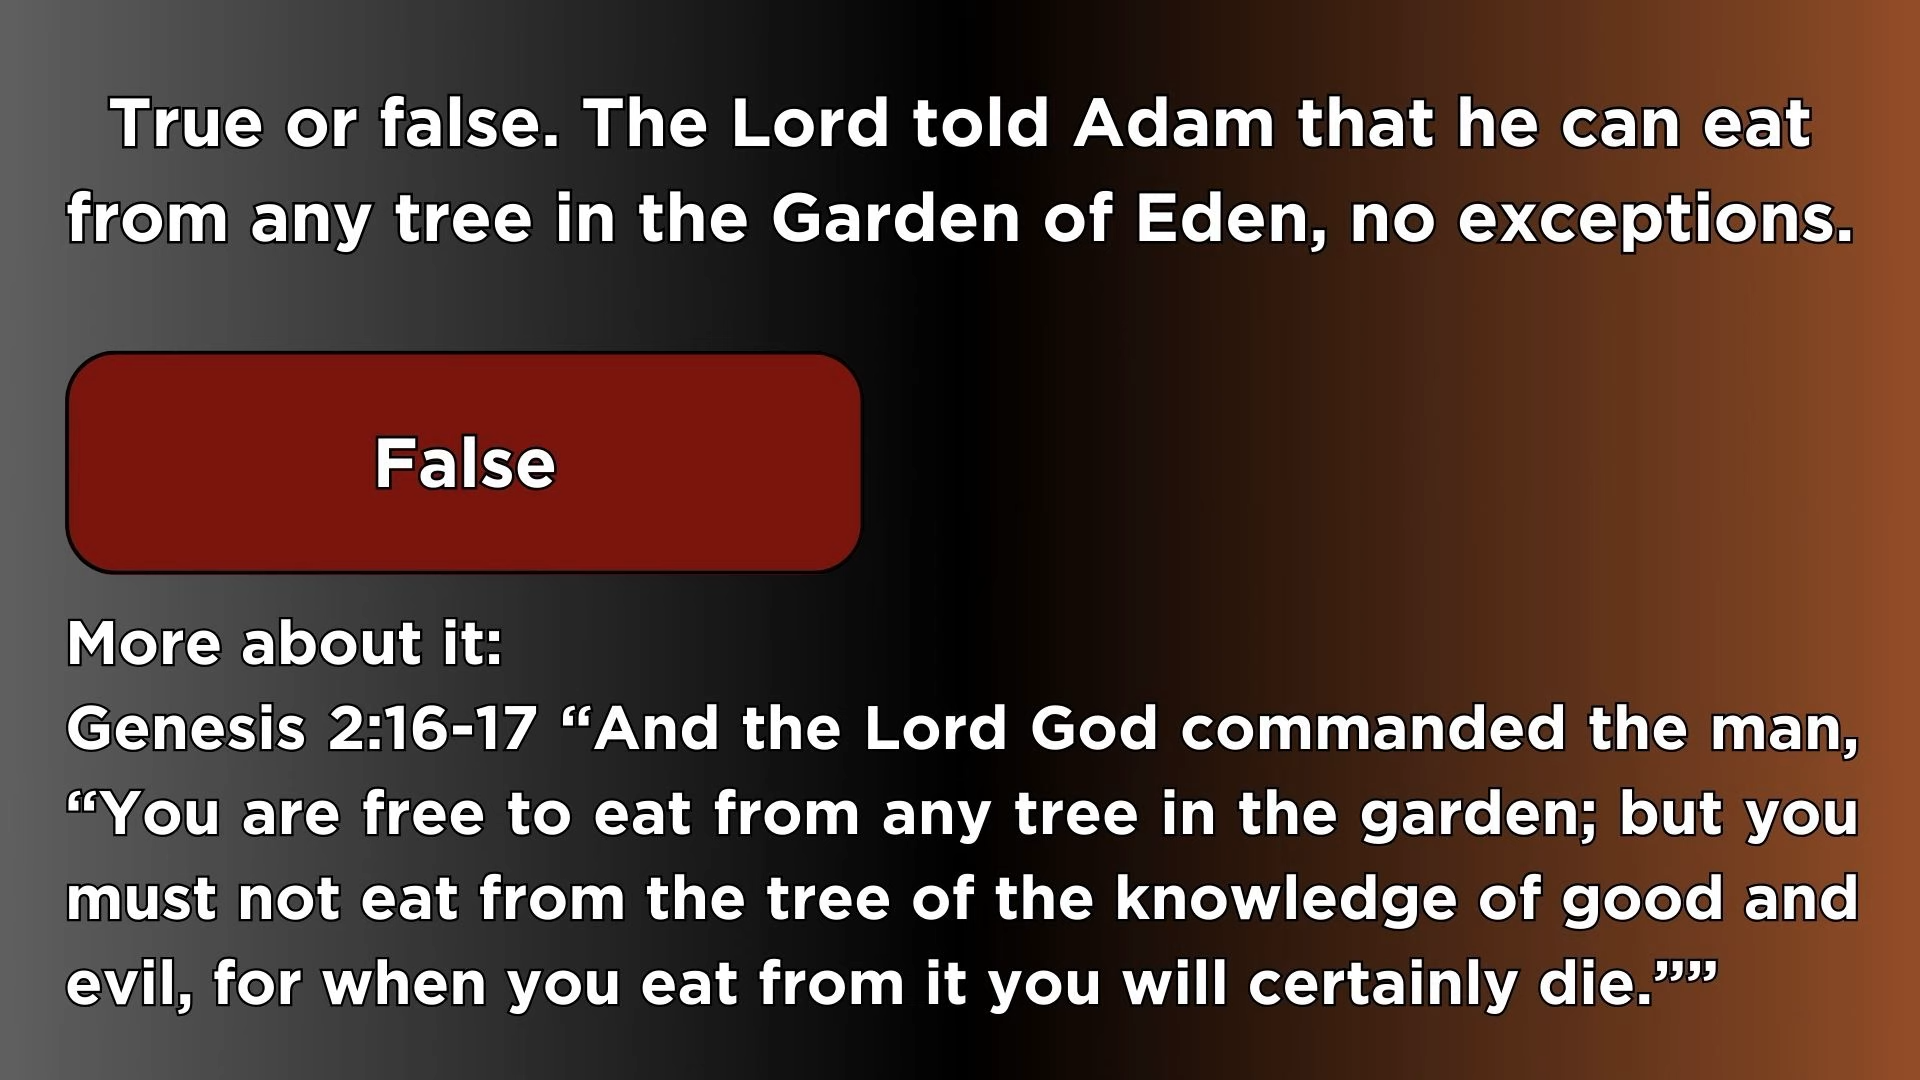 True or false. The Lord told Adam that he can eat
from any tree in the Garden of Eden, no exceptions.
False
More about it:
Genesis 2:16-17 “And the Lord God commanded the man,
“You are free to eat from any tree in the garden; but you
must not eat from the tree of the knowledge of good and
evil, for when you eat from it you will certainly die.””